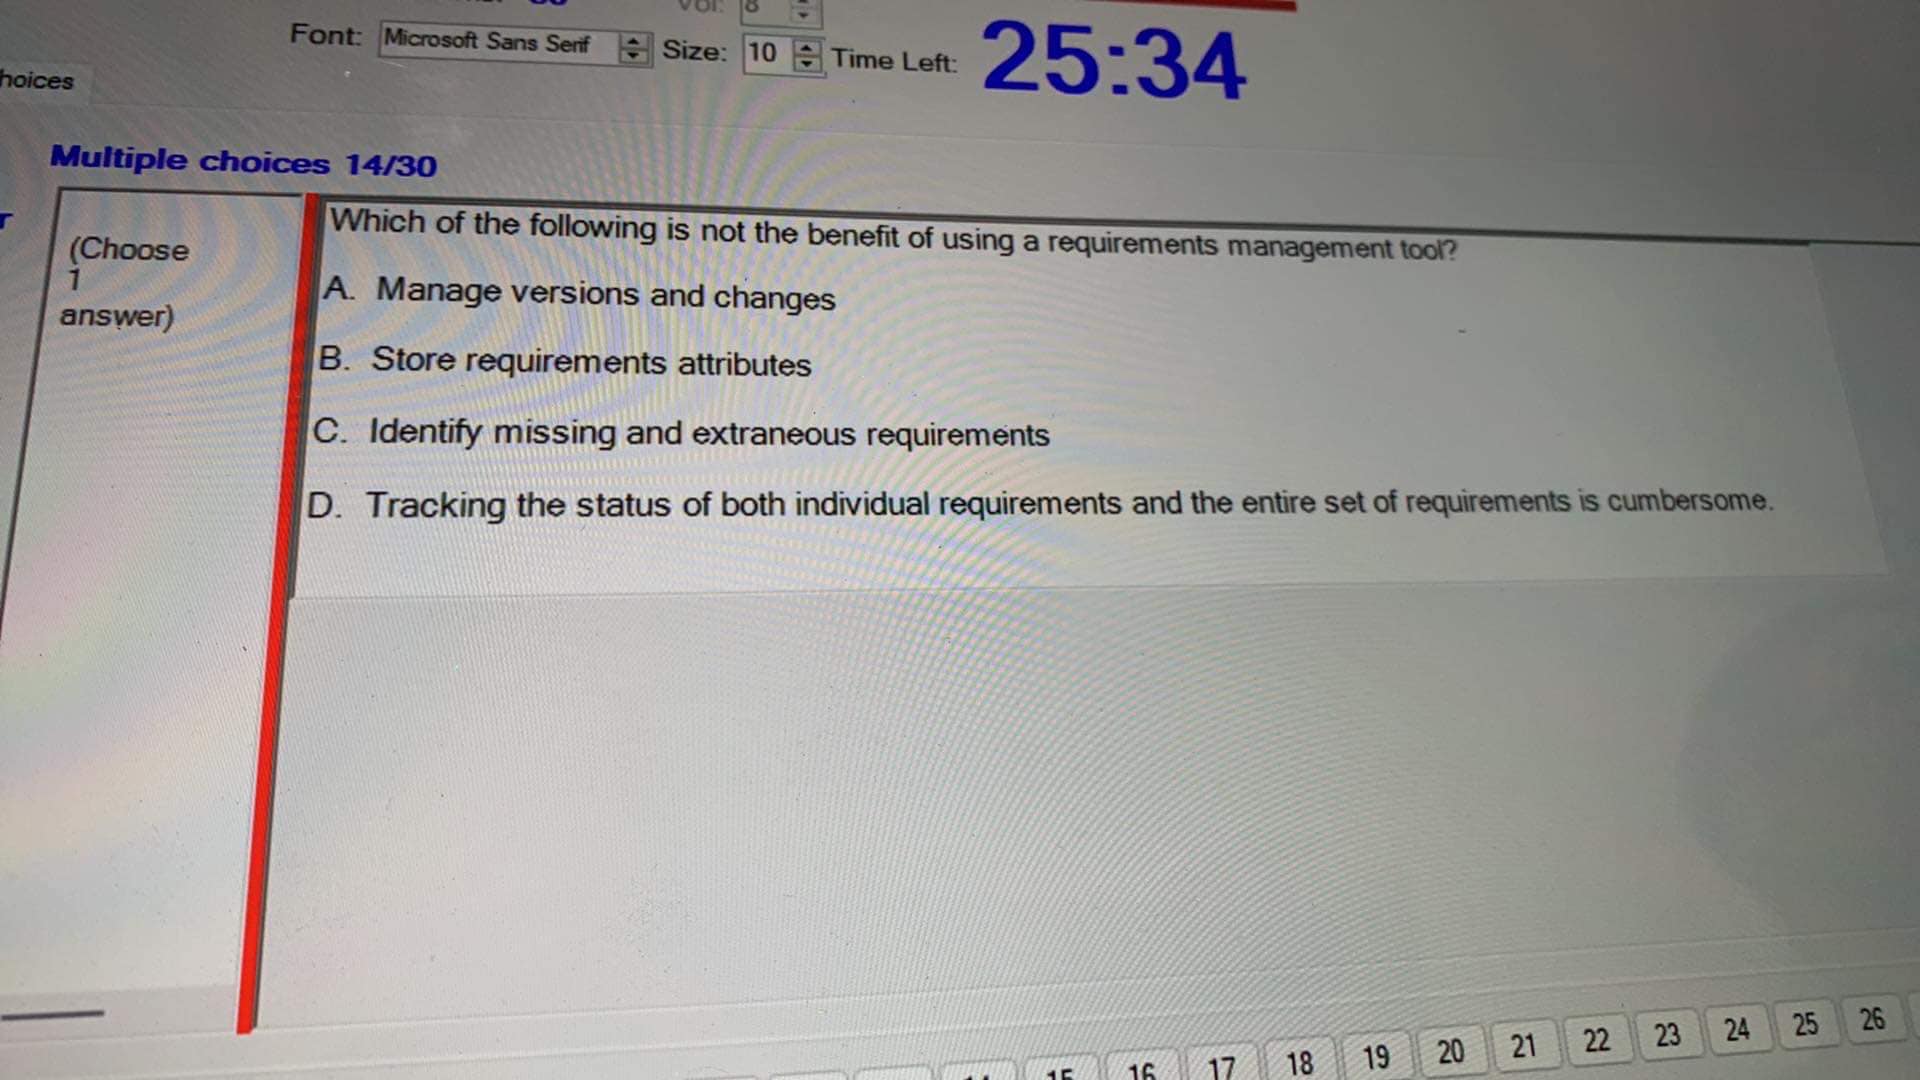 Vol: 8
Font: Microsoft Sans Serif Size: 10 Time Left: 25:34
hoices
Multiple choices 14/30
(Choose
1
answer)
Which of the following is not the benefit of using a requirements management tool?
A. Manage versions and changes
B. Store requirements attributes
C. Identify missing and extraneous requirements
D. Tracking the status of both individual requirements and the entire set of requirements is cumbersome.
15 16 17 18 19 20 21 22 23 24 25 26